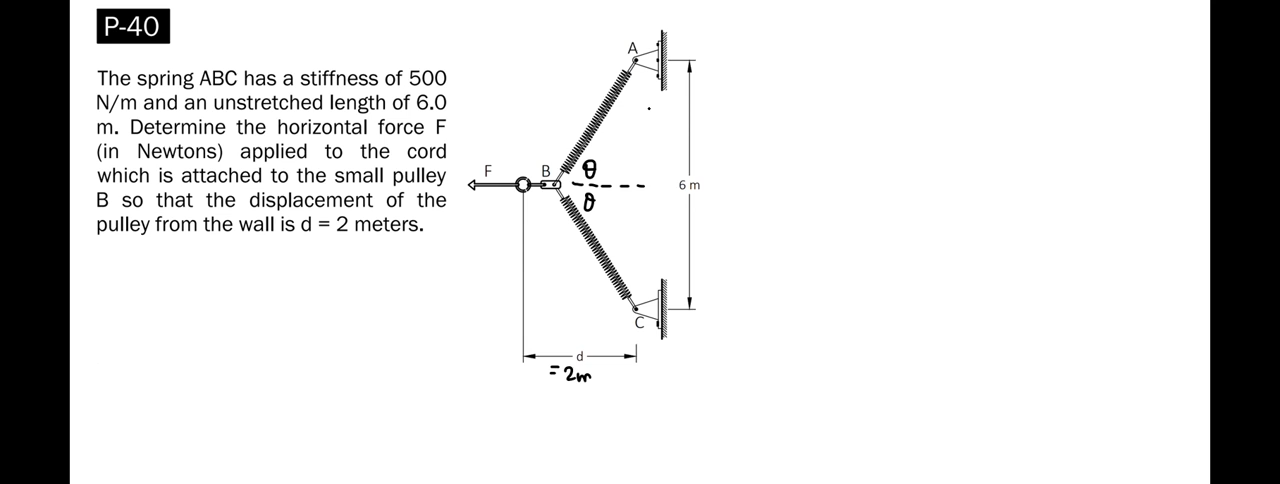 P-40
The spring ABC has a stiffness of 500
N/m and an unstretched length of 6.0
m. Determine the horizontal force F
(in Newtons) applied to the cord
which is attached to the small pulley
B so that the displacement of the
pulley from the wall is d = 2 meters.
A
F
B
θ
θ
6 m
C
d
= 2m